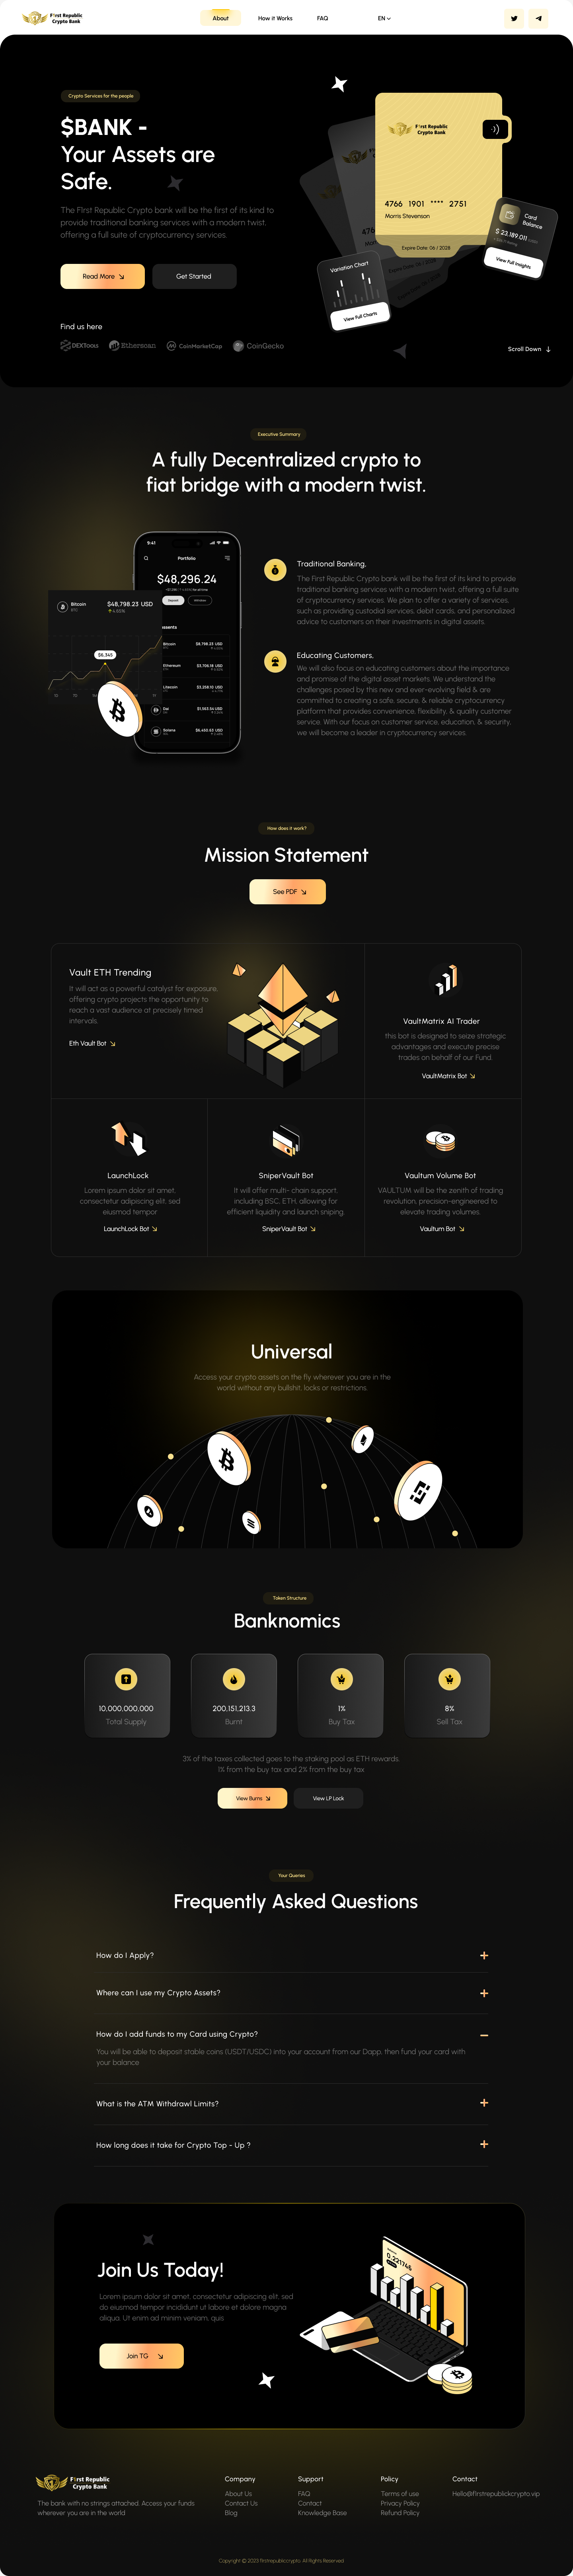 First Republic
Crypto Bank
About
How it Works
FAQ
EN
Crypto Services for the people
$BANK -
Your Assets are
Safe.
The First Republic Crypto bank will be the first of its kind to
provide traditional banking services with a modern twist,
offering a full suite of cryptocurrency services.
Read More
Get Started
Find us here
DEXTools
Etherscan
CoinMarketCap
CoinGecko
First Republic
Crypto Bank
4766 1901 **** 2751
Morris Stevenson
Expire Date: 06 / 2028
Card
Balance
$ 23,189.011
View Full Insights
Variation Chart
View Full Charts
Scroll Down
Executive Summary
A fully Decentralized crypto to
fiat bridge with a modern twist.
9:41
Portfolio
$48,296.24
Deposit
Withdraw
Bitcoin
BTC
$48,798.23 USD
$6,345
Bitcoin
$8,798.23 USD
Ethereum
$3,708.18 USD
Litecoin
Dai
Solana
Traditional Banking,
The First Republic Crypto bank will be the first of its kind to provide
traditional banking services with a modern twist, offering a full suite
of cryptocurrency services. We plan to offer a variety of services,
such as providing custodial services, debit cards, and personalized
advice to customers on their investments in digital assets.
Educating Customers,
We will also focus on educating customers about the importance
and promise of the digital asset markets. We understand the
challenges posed by this new and ever-evolving field & are
committed to creating a safe, secure, & reliable cryptocurrency
platform that provides convenience, flexibility, & quality customer
service. With our focus on customer service, education, & security,
we will become a leader in cryptocurrency services.
How does it work?
Mission Statement
See PDF
Vault ETH Trending
It will act as a powerful catalyst for exposure,
offering crypto projects the opportunity to
reach a vast audience at precisely timed
intervals.
Eth Vault Bot
VaultMatrix AI Trader
this bot is designed to seize strategic
advantages and execute precise
trades on behalf of our Fund.
VaultMatrix Bot
LaunchLock
Lorem ipsum dolor sit amet,
consectetur adipiscing elit, sed
eiusmod tempor
LaunchLock Bot
SniperVault Bot
It will offer multi- chain support,
including BSC, ETH, allowing for
efficient liquidity and launch sniping.
SniperVault Bot
Vaultum Volume Bot
VAULTUM will be the zenith of trading
revolution, precision-engineered to
elevate trading volumes.
Vaultum Bot
Universal
Access your crypto assets on the fly wherever you are in the
world without any bullshit, locks or restrictions.
Token Structure
Banknomics
10,000,000,000
Total Supply
200,151,213.3
Burnt
1%
Buy Tax
8%
Sell Tax
3% of the taxes collected goes to the staking pool as ETH rewards.
1% from the buy tax and 2% from the buy tax
View Burns
View LP Lock
Your Queries
Frequently Asked Questions
How do I Apply?
Where can I use my Crypto Assets?
How do I add funds to my Card using Crypto?
You will be able to deposit stable coins (USDT/USDC) into your account from our Dapp, then fund your card with
your balance
What is the ATM Withdrawl Limits?
How long does it take for Crypto Top - Up ?
Join Us Today!
Lorem ipsum dolor sit amet, consectetur adipiscing elit, sed
do eiusmod tempor incididunt ut labore et dolore magna
aliqua. Ut enim ad minim veniam, quis
Join TG
Balance
0.221746
First Republic
Crypto Bank
The bank with no strings attached. Access your funds
wherever you are in the world
Company
About Us
Contact Us
Blog
Support
FAQ
Contact
Knowledge Base
Policy
Terms of use
Privacy Policy
Refund Policy
Contact
Hello@f1rstrepublickcrypto.vip
Copyright © 2023 f1rstrepubliccrypto. All Rights Reserved